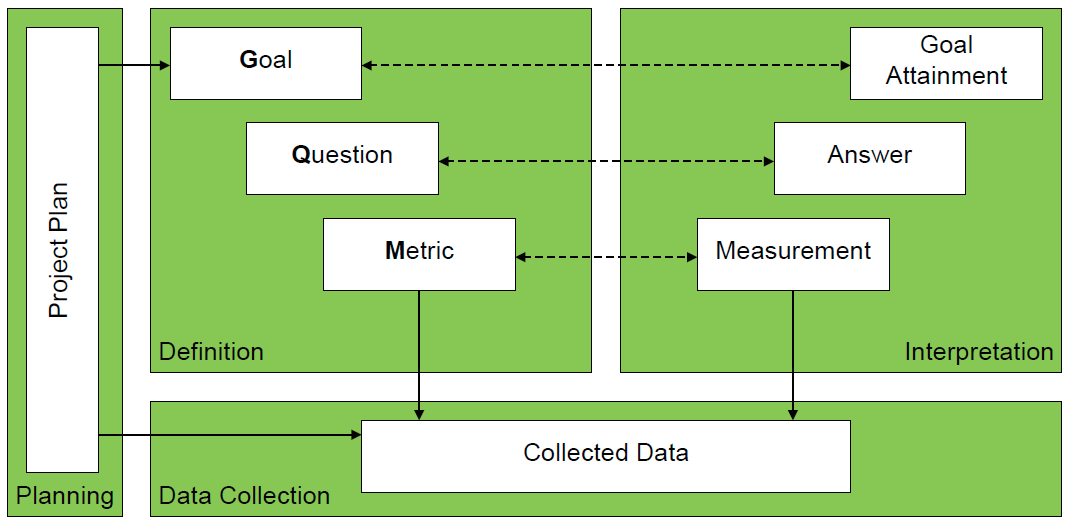 Project Plan
Planning
Goal
Question
Metric
Definition
Goal
Attainment
Answer
Measurement
Interpretation
Collected Data
Data Collection